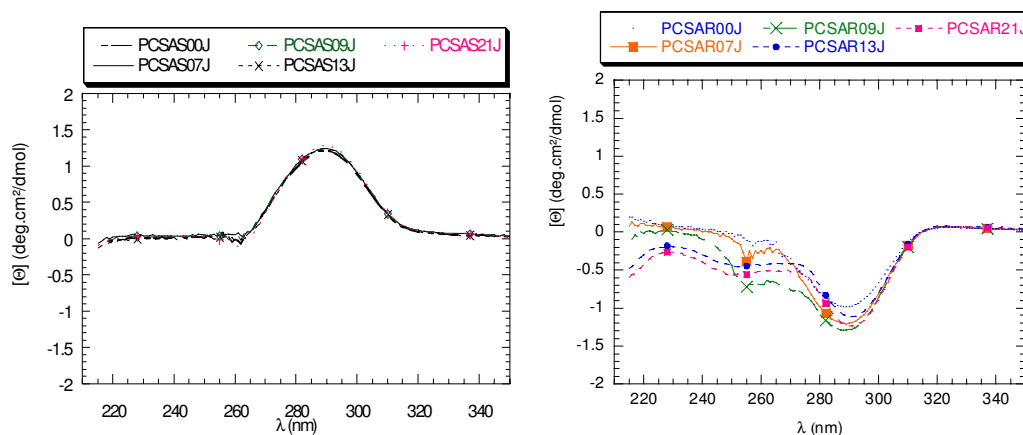 PCSAS00J PCSAS09J PCSAS21J
PCSAS07J PCSAS13J
[Θ] (deg.cm²/dmol)
2
1.5
1
0.5
0
-0.5
-1
-1.5
-2
220 240 260 280 300 320 340
λ (nm)
PCSAR00J PCSAR09J PCSAR21J
PCSAR07J PCSAR13J
[Θ] (deg.cm²/dmol)
2
1.5
1
0.5
0
-0.5
-1
-1.5
-2
220 240 260 280 300 320 340
λ (nm)